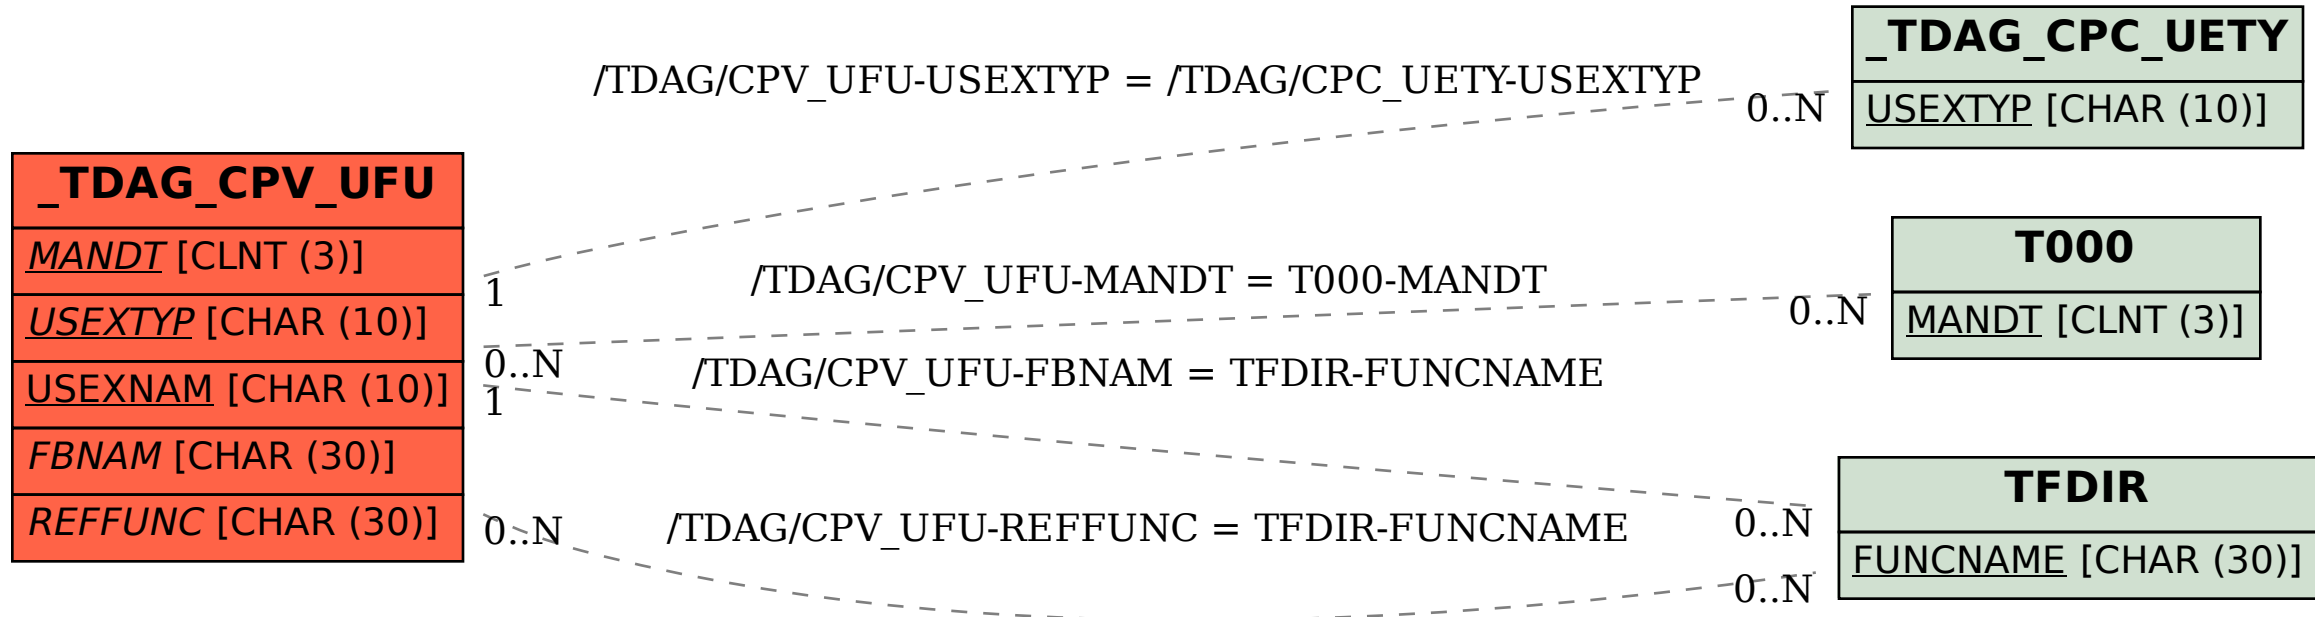 _TDAG_CPV_UFU
MANDT [CLNT (3)]
USEXTYP [CHAR (10)]
USEXNAM [CHAR (10)]
FBNAM [CHAR (30)]
REFFUNC [CHAR (30)]
/TDAG/CPV_UFU-USEXTYP = /TDAG/CPC_UETY-USEXTYP
1
0..N
/TDAG/CPV_UFU-MANDT = T000-MANDT
0..N
0..N
/TDAG/CPV_UFU-FBNAM = TFDIR-FUNCNAME
1
0..N
/TDAG/CPV_UFU-REFFUNC = TFDIR-FUNCNAME
0..N
0..N
_TDAG_CPC_UETY
USEXTYP [CHAR (10)]
T000
MANDT [CLNT (3)]
TFDIR
FUNCNAME [CHAR (30)]